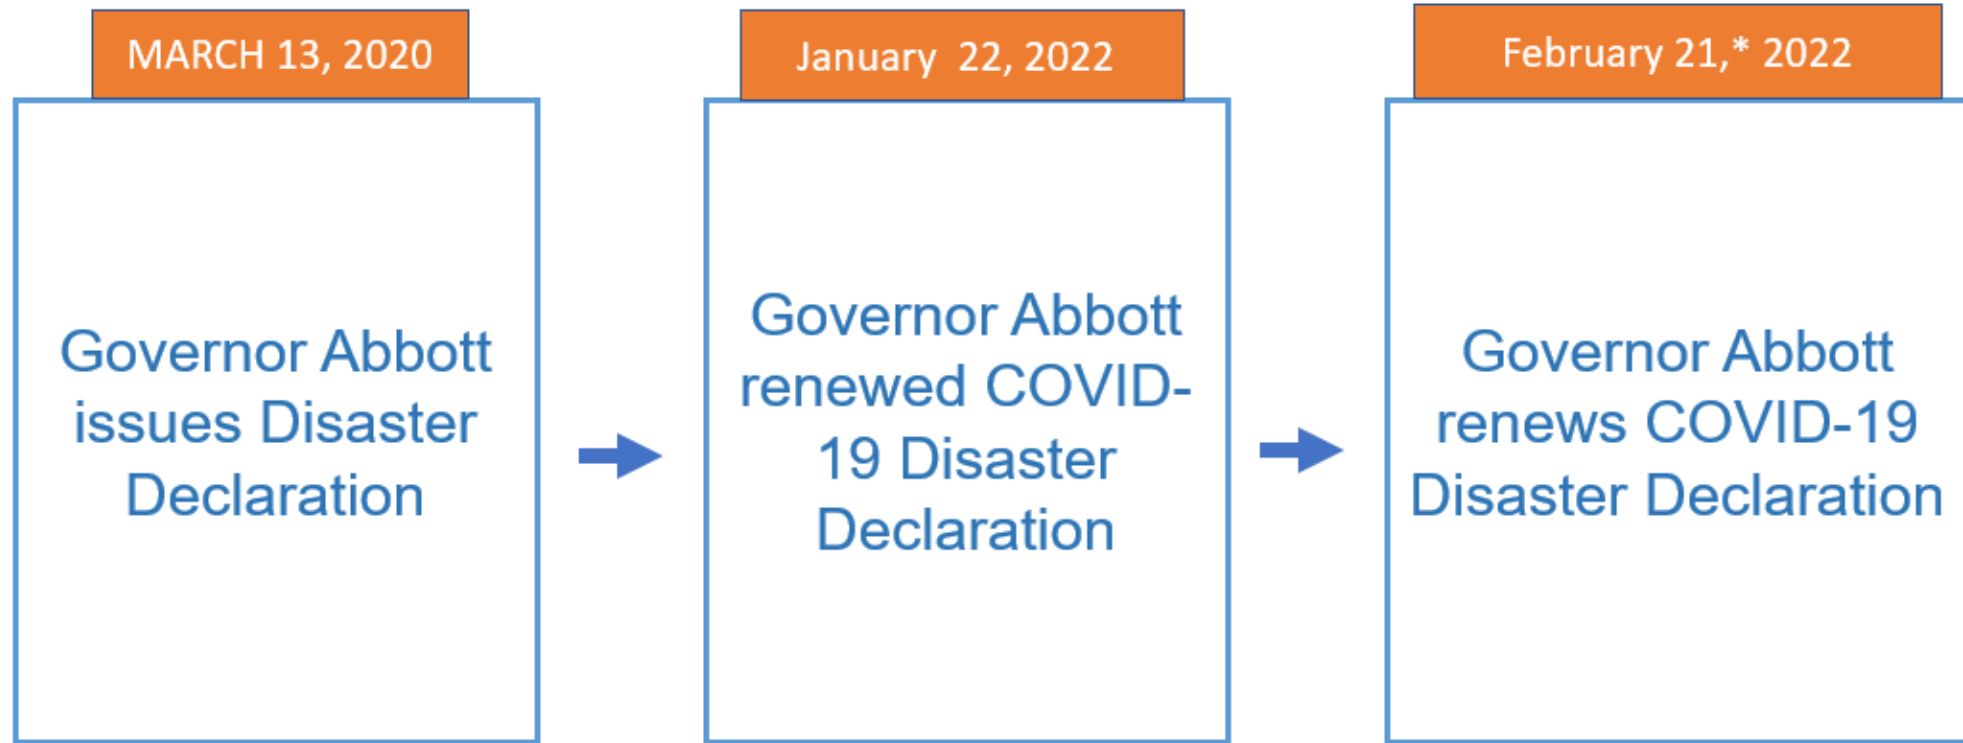 MARCH 13, 2020
Governor Abbott
issues Disaster
Declaration
January  22, 2022
Governor Abbott
renewed COVID-
19 Disaster
Declaration
February 21,* 2022
Governor Abbott
renews COVID-19
Disaster Declaration